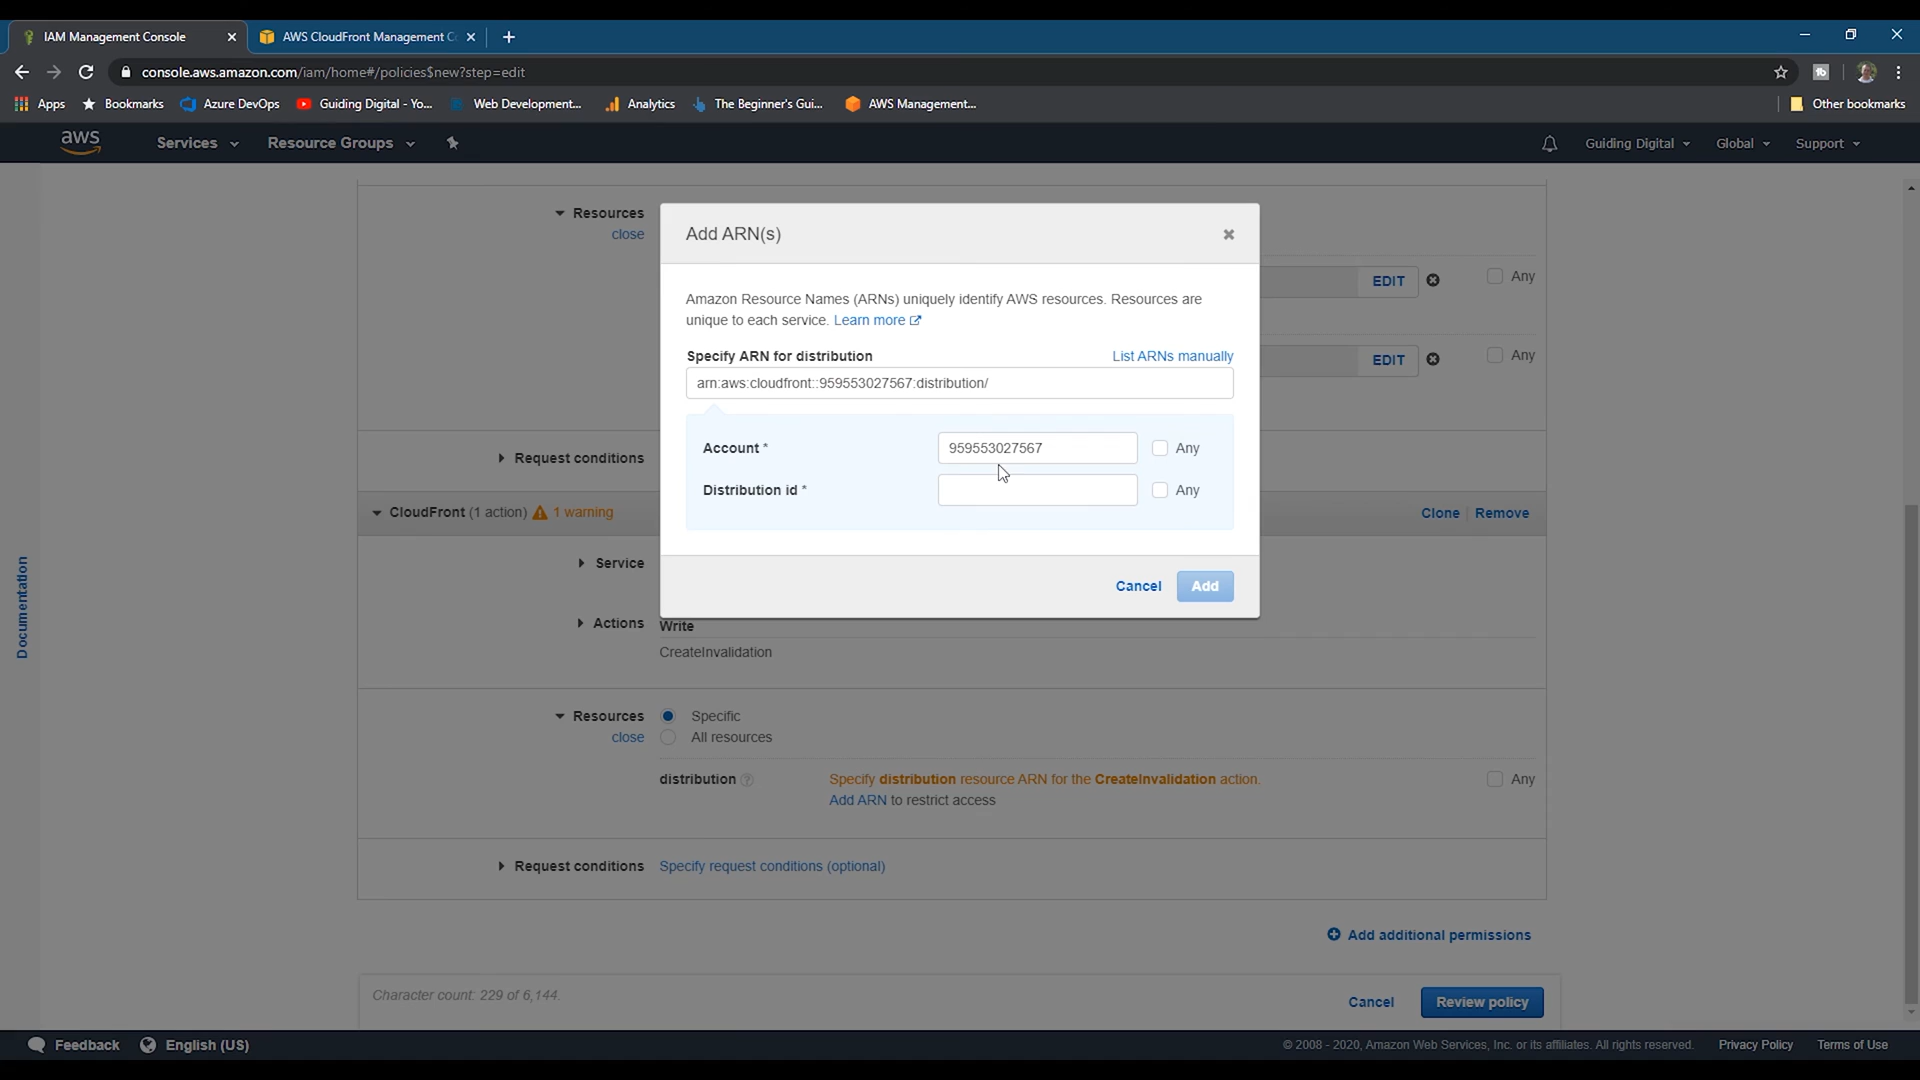 IAM Management Console
AWS CloudFront Management C
console.aws.amazon.com/iam/home#/policies$new?step=edit
Apps
Bookmarks
Azure DevOps
Guiding Digital - Yo...
Web Development...
Analytics
The Beginner's Gui...
AWS Management...
Other bookmarks
aws
Services
Resource Groups
Guiding Digital
Global
Support
Resources
close
Add ARN(s)
Amazon Resource Names (ARNs) uniquely identify AWS resources. Resources are
unique to each service. Learn more
EDIT
Any
Specify ARN for distribution
List ARNs manually
EDIT
Any
arn:aws:cloudfront::959553027567:distribution/
Account *
959553027567
Any
Request conditions
Distribution id *
Any
CloudFront (1 action)
1 warning
Clone
Remove
Service
Cancel
Add
Actions
Write
CreateInvalidation
Resources
close
Specific
All resources
distribution
Specify distribution resource ARN for the CreateInvalidation action.
Add ARN to restrict access
Any
Request conditions
Specify request conditions (optional)
Add additional permissions
Character count: 229 of 6,144.
Cancel
Review policy
Documentation
Feedback
English (US)
© 2008 - 2020, Amazon Web Services, Inc. or its affiliates. All rights reserved.
Privacy Policy
Terms of Use